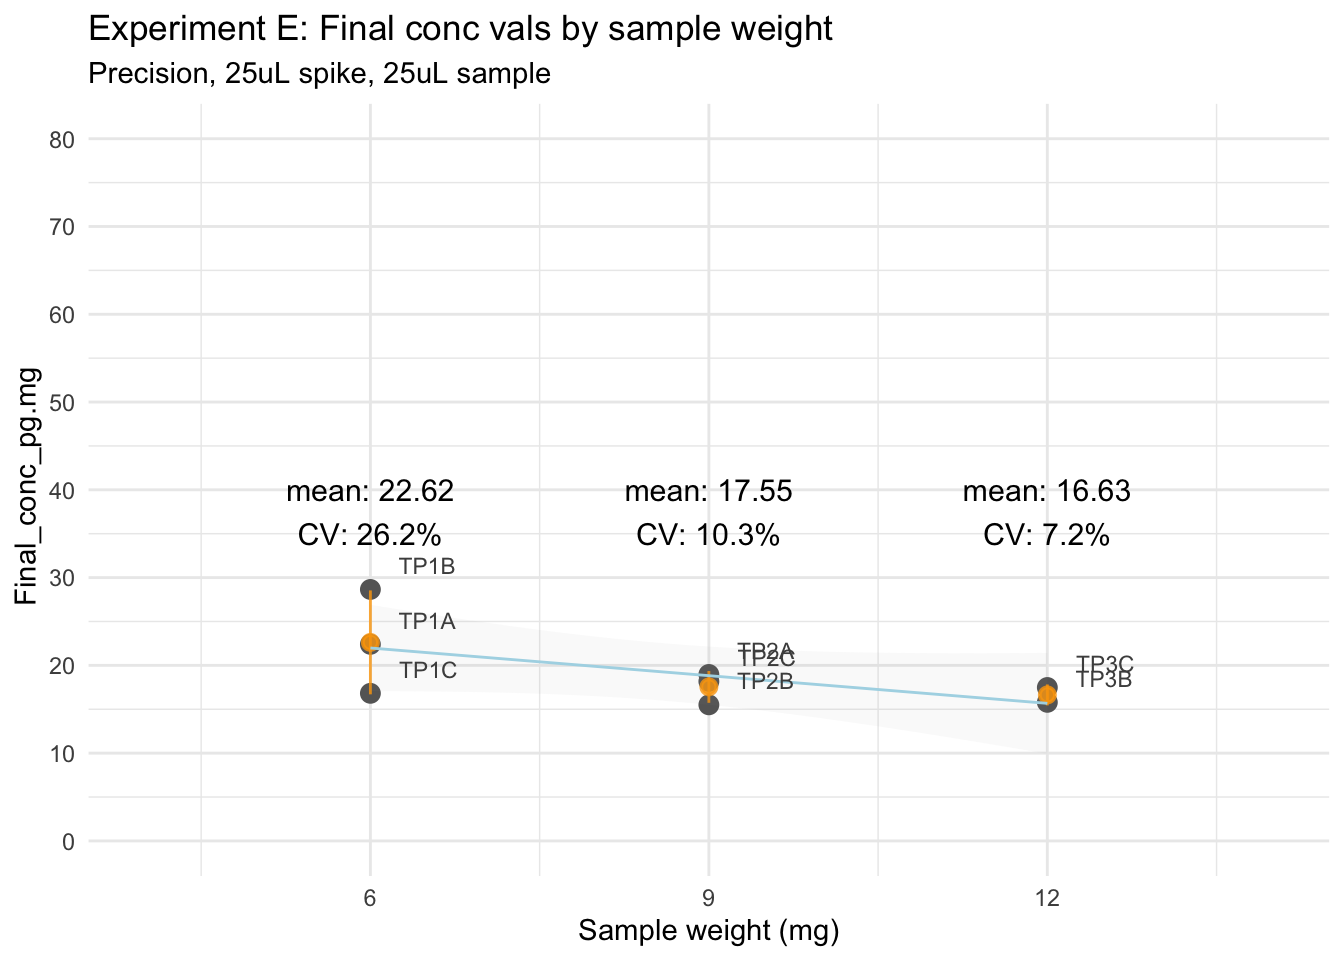 Experiment E: Final conc vals by sample weight
Precision, 25uL spike, 25uL sample
80
70
60
50
40
30
20
10
0
Final_conc_pg.mg
mean: 22.62
CV: 26.2%
mean: 17.55
CV: 10.3%
mean: 16.63
CV: 7.2%
TP1B
TP1A
TP1C
TP2A
TP2C
TP2B
TP3C
TP3B
6
9
12
Sample weight (mg)